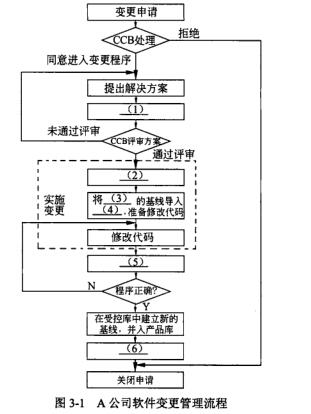 变更申请
CCB处理
拒绝
同意进入变更程序
提出解决方案
（1）
未通过评审
CCB评审方案
通过评审
（2）
实施
变更
将（3）的基线导入
（4）,准备修改代码
修改代码
（5）
N
程序正确?
Y
在受控库中建立新的
基线，并入产品库
（6）
关闭申请
图 3-1 A 公司软件变更管理流程